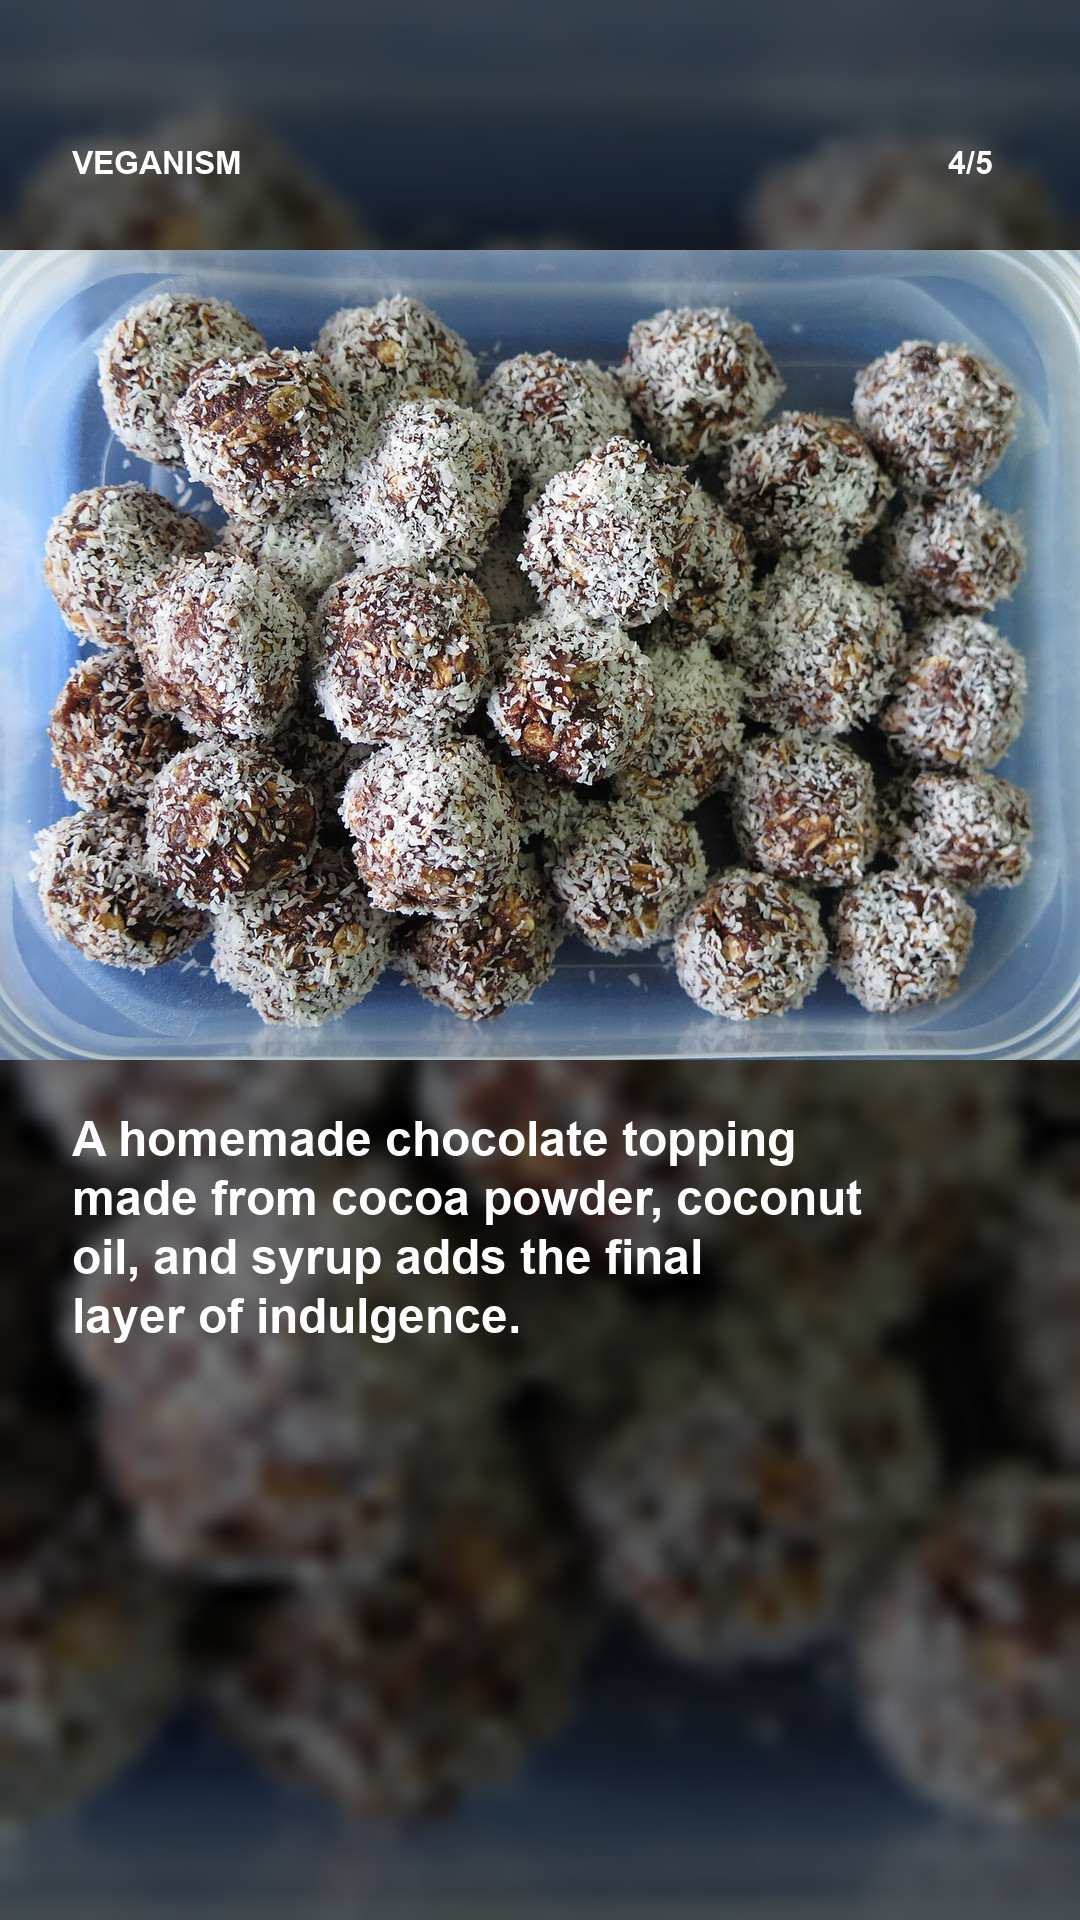 VEGANISM
4/5
A homemade chocolate topping
made from cocoa powder, coconut
oil, and syrup adds the final
layer of indulgence.